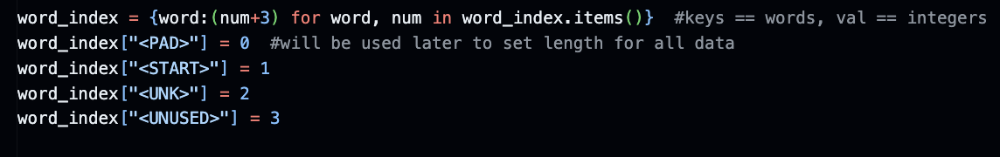 word_index = {word:(num+3) for word, num in word_index.items()}  #keys == words, val == integers
word_index["<PAD>"] = 0  #will be used later to set length for all data
word_index["<START>"] = 1
word_index["<UNK>"] = 2
word_index["<UNUSED>"] = 3